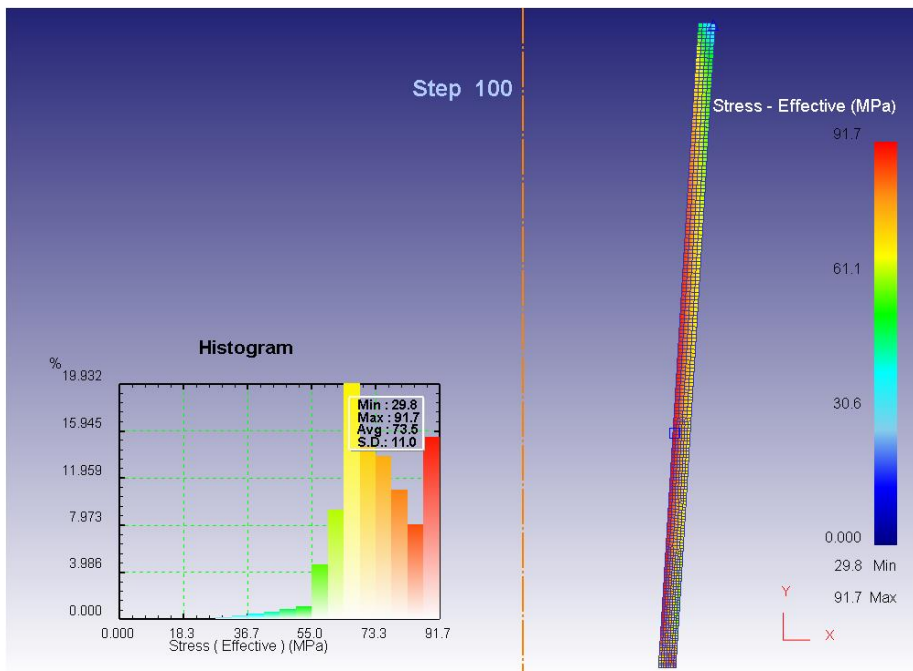 Step 100
Stress - Effective (MPa)
91.7
61.1
30.6
0.000
29.8 Min
91.7 Max
Histogram
%
19.932
15.945
11.959
7.973
3.986
0.000
Min : 29.8
Max : 91.7
Avg : 73.5
S.D.: 11.0
0.000 18.3 36.7 55.0 73.3 91.7
Stress ( Effective ) (MPa)
Y
X